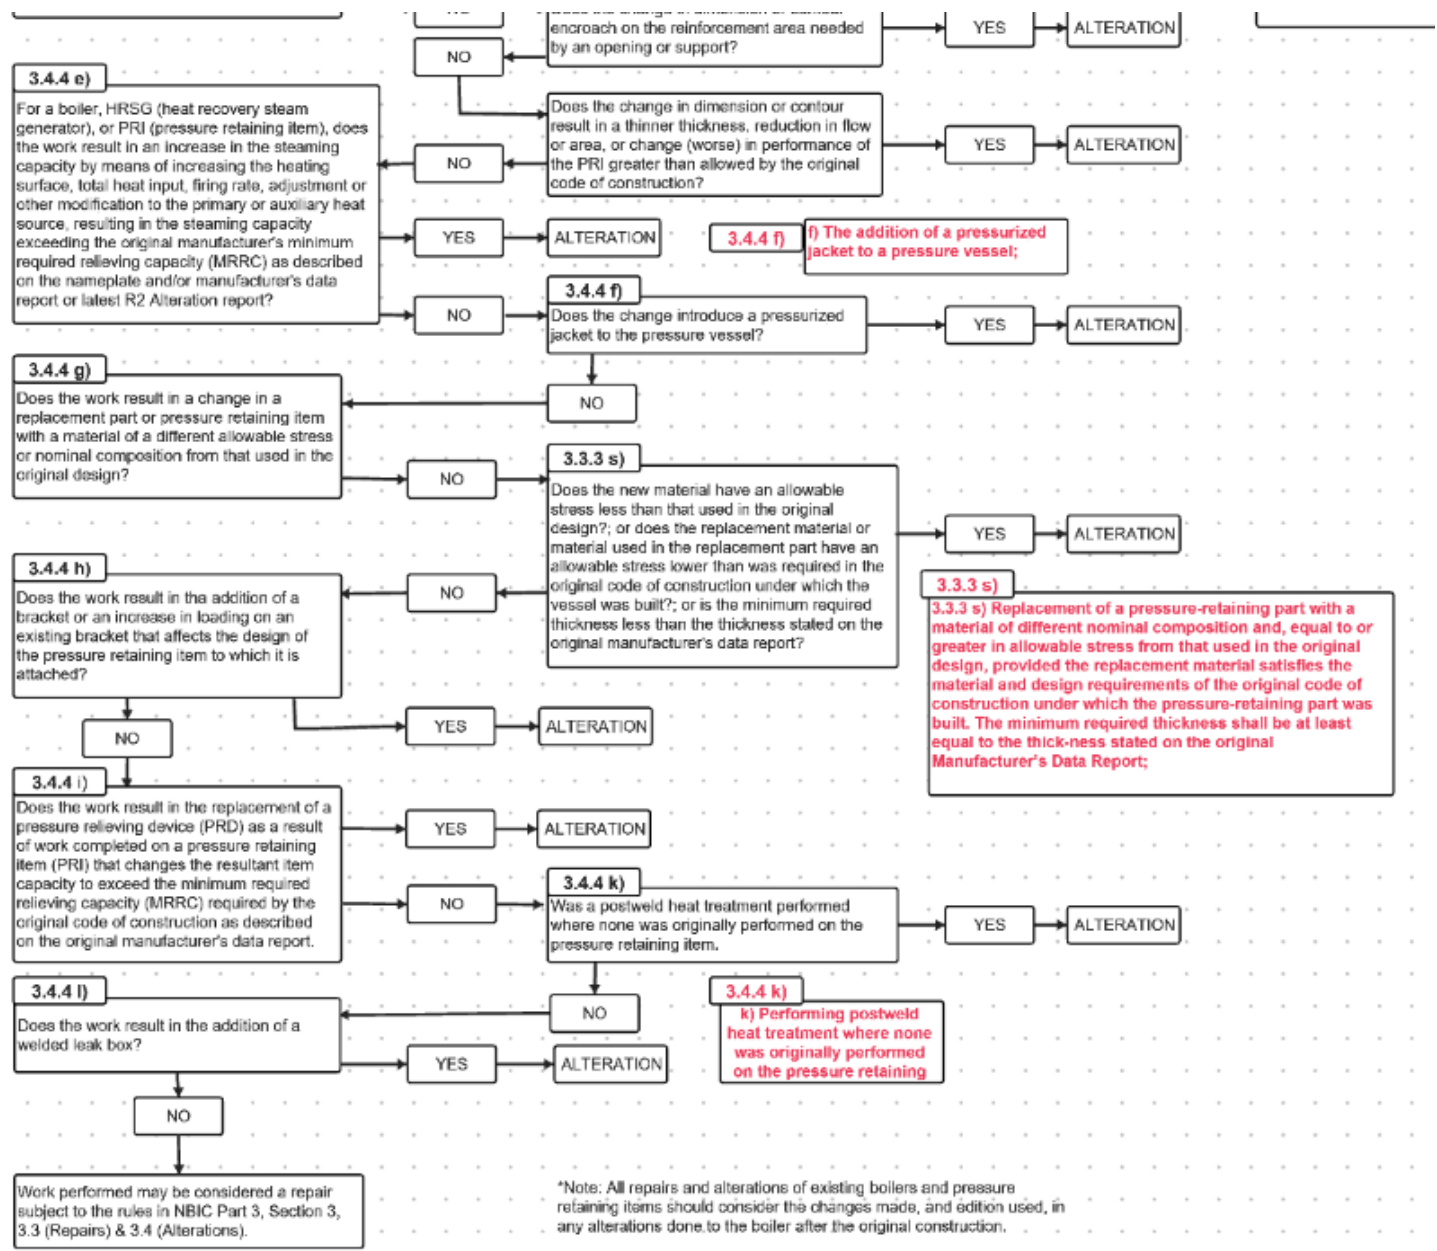 NO
encroach on the reinforcement area needed
by an opening or support?
YES
ALTERATION
NO
3.4.4 e)
For a boiler, HRSG (heat recovery steam
generator), or PRI (pressure retaining item), does
the work result in an increase in the steaming
capacity by means of increasing the heating
surface, total heat input, firing rate, adjustment or
other modification to the primary or auxiliary heat
source, resulting in the steaming capacity
exceeding the original manufacturer's minimum
required relieving capacity (MRRC) as described
on the nameplate and/or manufacturer's data
report or latest R2 Alteration report?
Does the change in dimension or contour
result in a thinner thickness, reduction in flow
or area, or change (worse) in performance of
the PRI greater than allowed by the original
code of construction?
YES
ALTERATION
NO
YES
ALTERATION
3.4.4 f)
f) The addition of a pressurized
jacket to a pressure vessel;
NO
3.4.4 f)
Does the change introduce a pressurized
jacket to the pressure vessel?
YES
ALTERATION
NO
3.4.4 g)
Does the work result in a change in a
replacement part or pressure retaining item
with a material of a different allowable stress
or nominal composition from that used in the
original design?
NO
3.3.3 s)
Does the new material have an allowable
stress less than that used in the original
design?; or does the replacement material or
material used in the replacement part have an
allowable stress lower than was required in the
original code of construction under which the
vessel was built?; or is the minimum required
thickness less than the thickness stated on the
original manufacturer's data report?
YES
ALTERATION
3.3.3 s)
3.3.3 s) Replacement of a pressure-retaining part with a
material of different nominal composition and, equal to or
greater in allowable stress from that used in the original
design, provided the replacement material satisfies the
material and design requirements of the original code of
construction under which the pressure-retaining part was
built. The minimum required thickness shall be at least
equal to the thick-ness stated on the original
Manufacturer's Data Report;
NO
3.4.4 h)
Does the work result in tha addition of a
bracket or an increase in loading on an
existing bracket that affects the design of
the pressure retaining item to which it is
attached?
YES
ALTERATION
NO
3.4.4 i)
Does the work result in the replacement of a
pressure relieving device (PRD) as a result
of work completed on a pressure retaining
item (PRI) that changes the resultant item
capacity to exceed the minimum required
relieving capacity (MRRC) required by the
original code of construction as described
on the original manufacturer's data report.
YES
ALTERATION
NO
3.4.4 k)
Was a postweld heat treatment performed
where none was originally performed on the
pressure retaining item.
YES
ALTERATION
NO
3.4.4 k)
k) Performing postweld
heat treatment where none
was originally performed
on the pressure retaining
3.4.4 l)
Does the work result in the addition of a
welded leak box?
YES
ALTERATION
NO
Work performed may be considered a repair
subject to the rules in NBIC Part 3, Section 3,
3.3 (Repairs) & 3.4 (Alterations).
*Note: All repairs and alterations of existing boilers and pressure
retaining items should consider the changes made, and edition used, in
any alterations done to the boiler after the original construction.